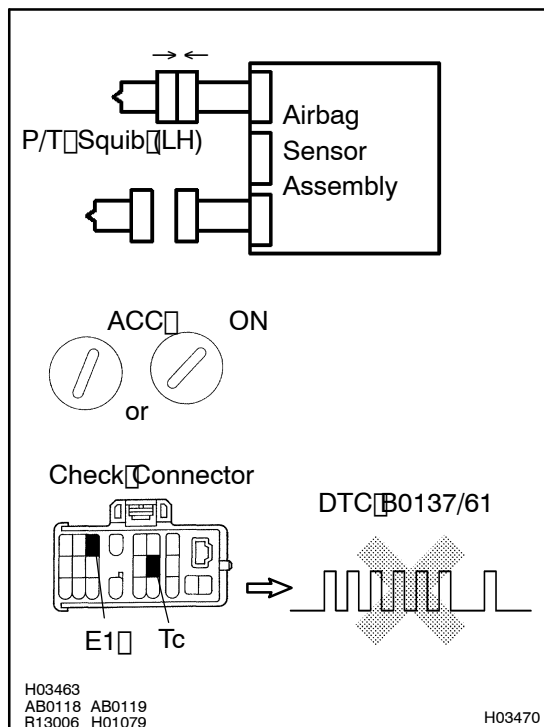 Airbag
Sensor
Assembly
P/T▯Squib▯(LH)
ACC▯ ON
or
Check▯Connector
DTC▯B0137/61
E1▯ Tc
H03463
AB0118 AB0119
R13006 H01079
H03470